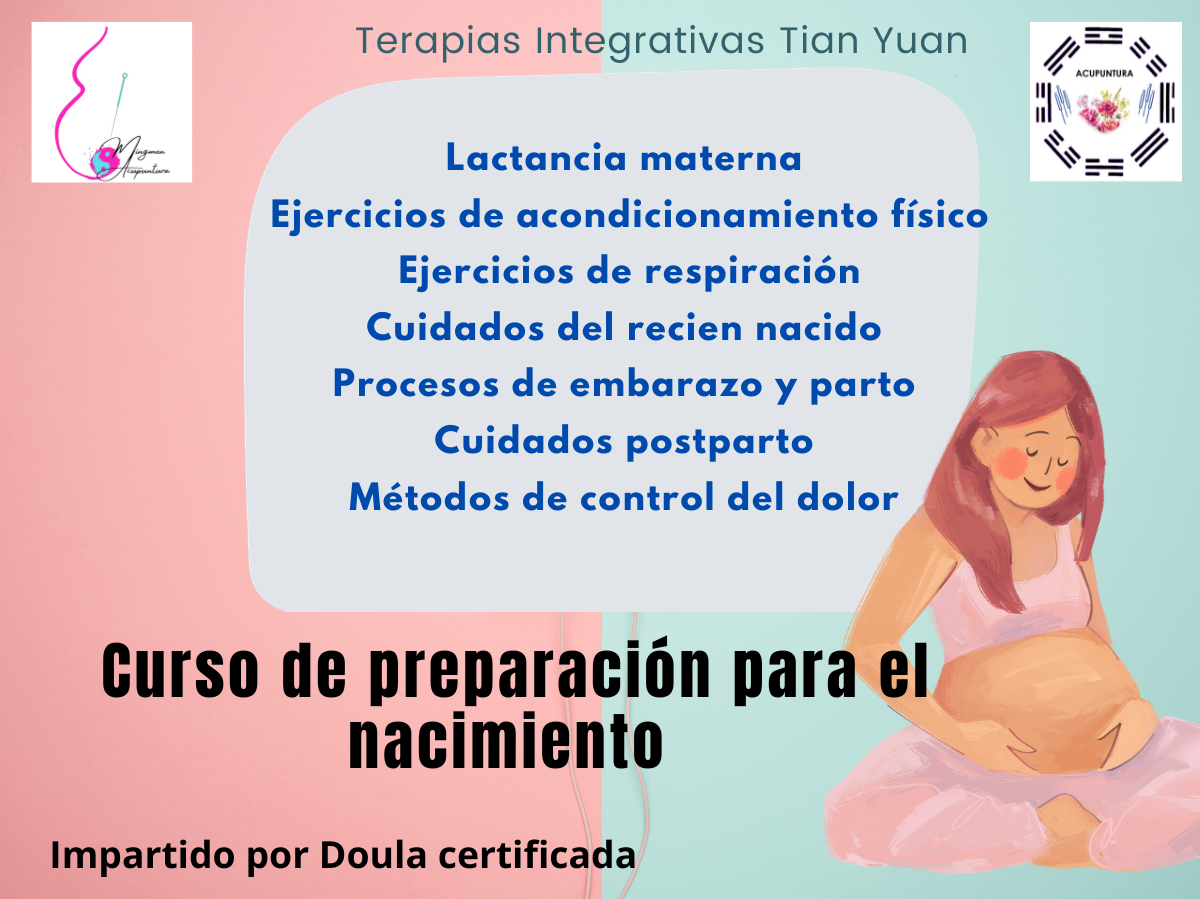 Terapias Integrativas Tian Yuan
Mingmen
Acupuntura
ACUPUNTURA
Lactancia materna
Ejercicios de acondicionamiento físico
Ejercicios de respiración
Cuidados del recien nacido
Procesos de embarazo y parto
Cuidados postparto
Métodos de control del dolor
Curso de preparación para el
nacimiento
Impartido por Doula certificada